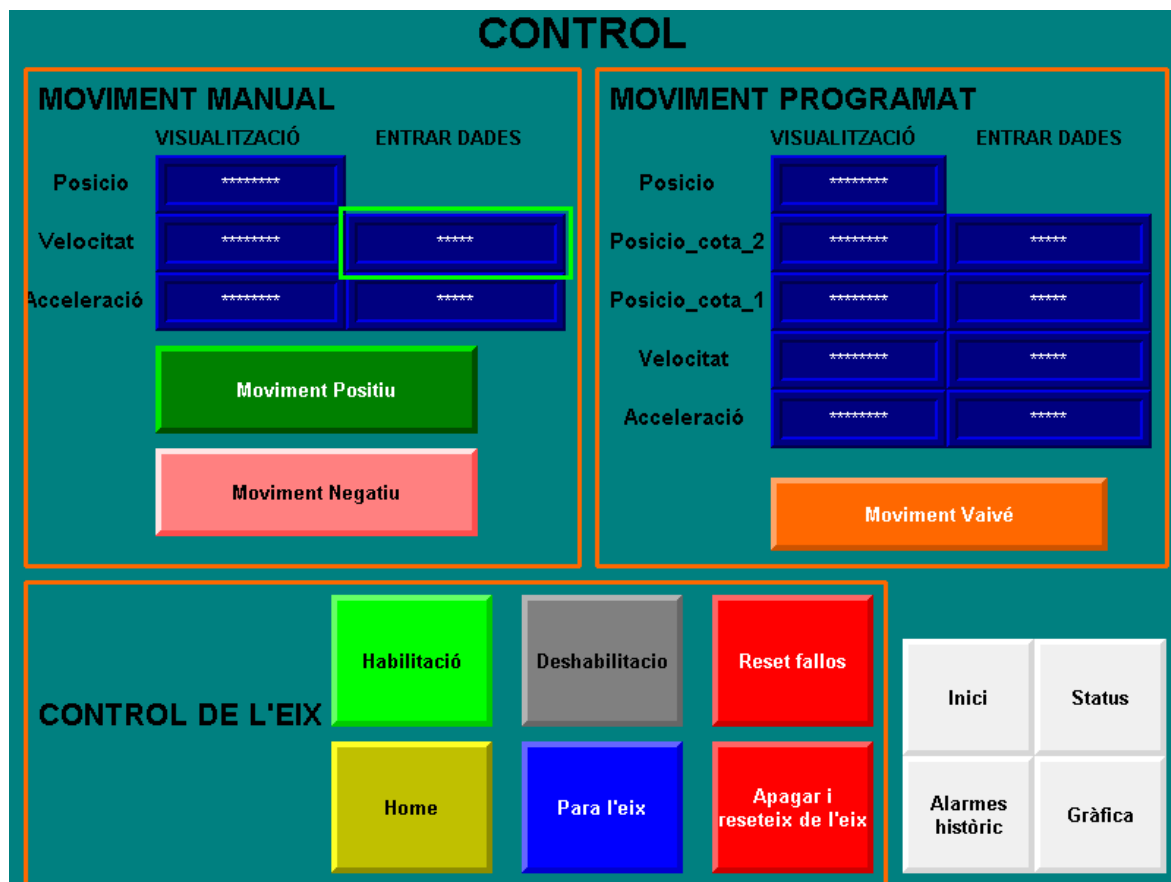 CONTROL
MOVIMENT MANUAL
VISUALITZACIÓ ENTRAR DADES
Posicio ********
Velocitat ******** *****
Acceleració ******** *****
Moviment Positiu
Moviment Negatiu
MOVIMENT PROGRAMAT
VISUALITZACIÓ ENTRAR DADES
Posicio ********
Posicio_cota_2 ******** *****
Posicio_cota_1 ******** *****
Velocitat ******** *****
Acceleració ******** *****
Moviment Vaivé
CONTROL DE L'EIX
Habilitació Deshabilitacio Reset fallos
Home Para l'eix Apagar i
reseteix de l'eix
Inici Status
Alarmes
històric
Gràfica